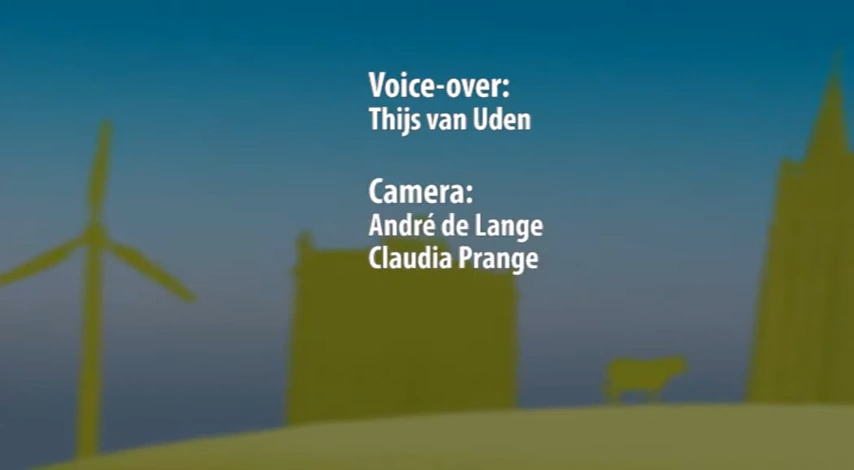 Voice-over:
Thijs van Uden
Camera:
André de Lange
Claudia Prange